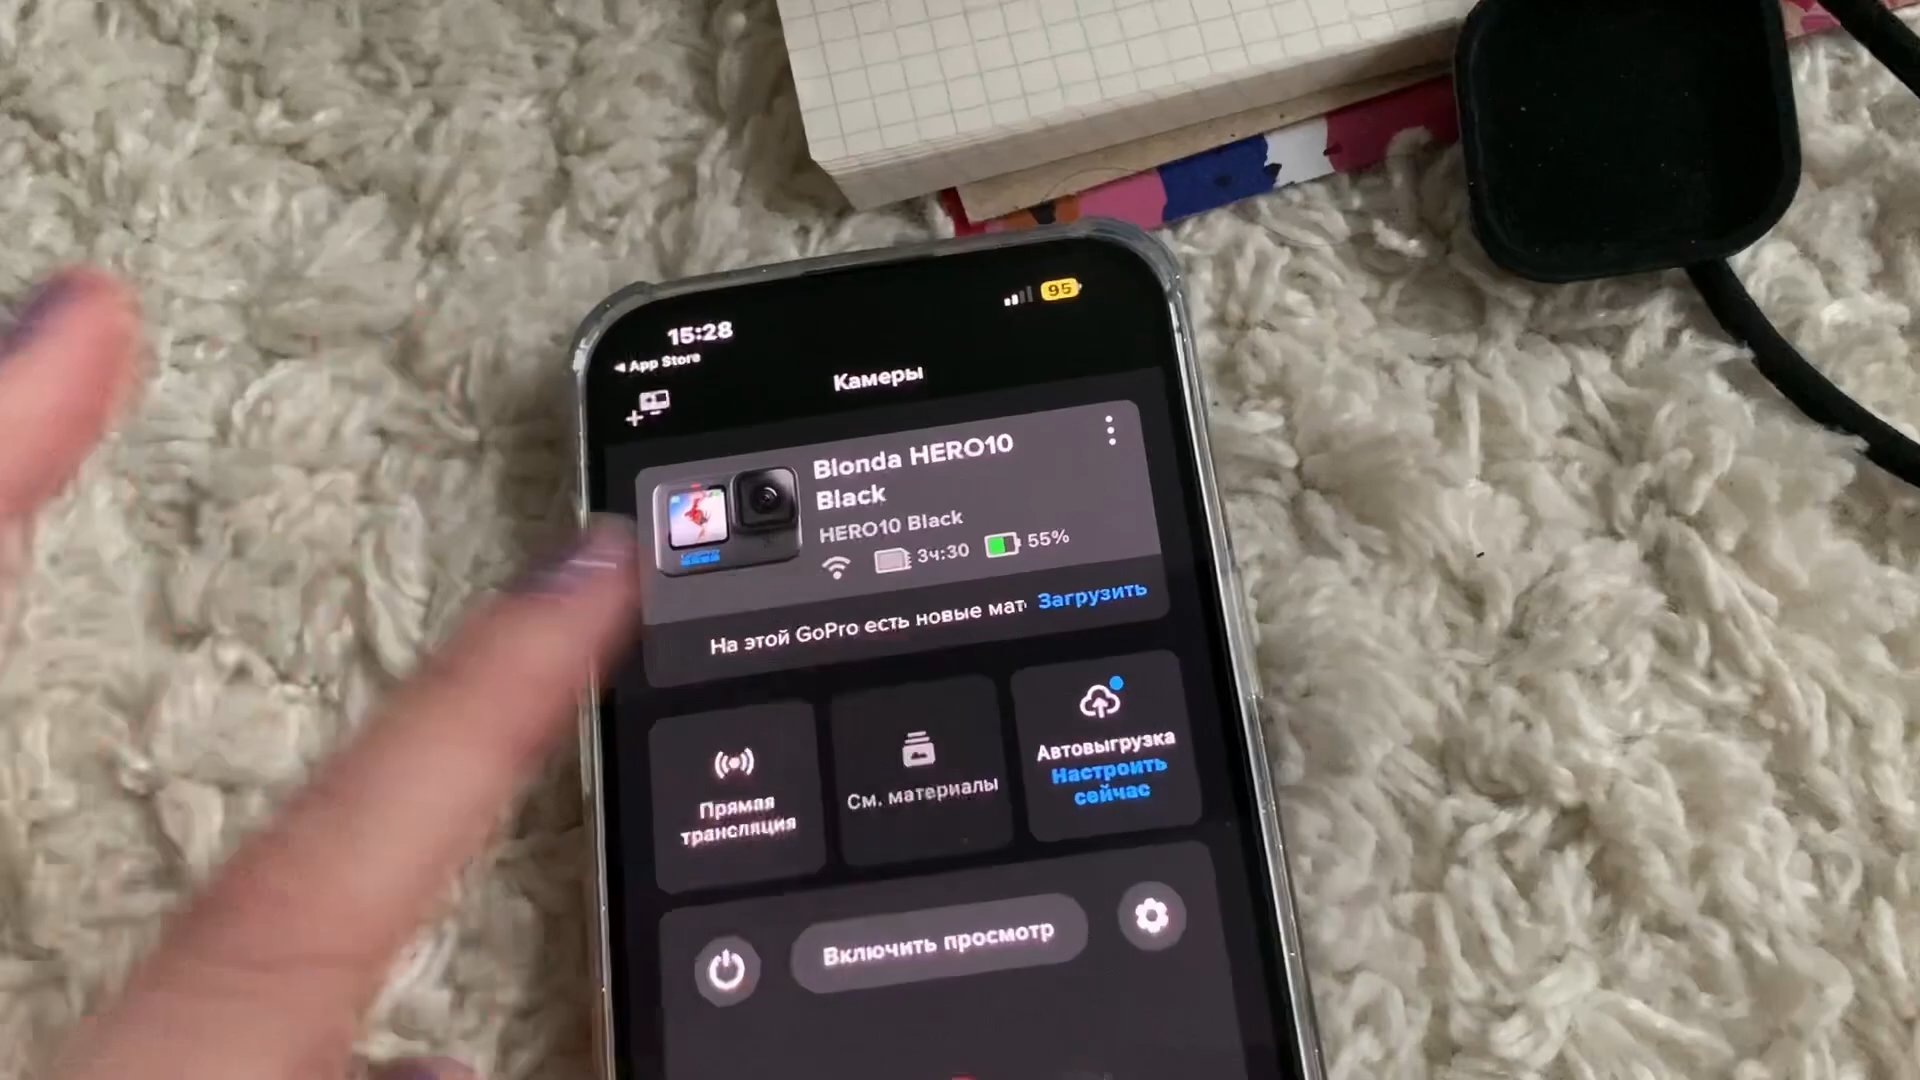 15:28
95
App Store
Камеры
Blonda HERO10
Black
HERO10 Black
3ч:30
55%
На этой GoPro есть новые мат
Загрузить
Прямая
трансляция
См. материалы
Автовыгрузка
Настроить
сейчас
Включить просмотр